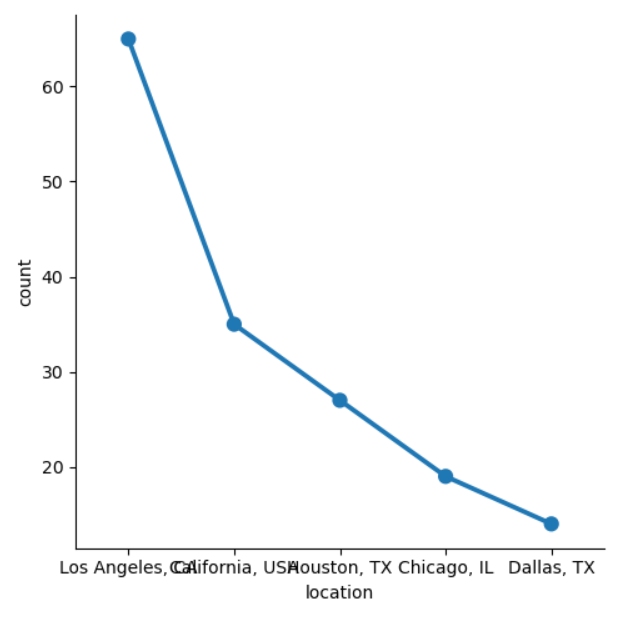 60
50
40
30
20
count
Los Angeles, CA California, USA Houston, TX Chicago, IL Dallas, TX
location